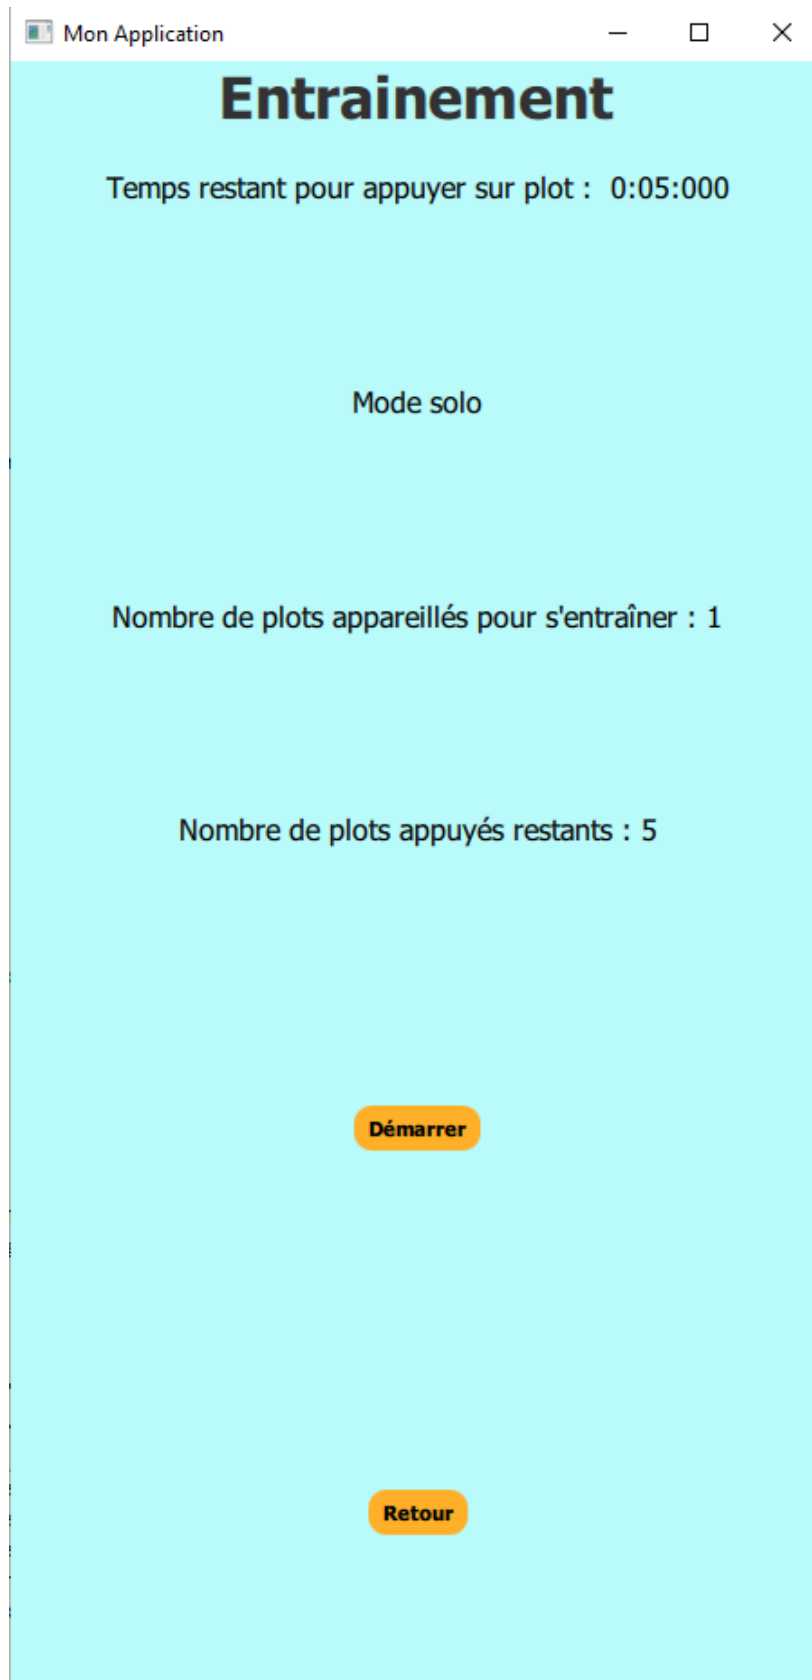 Mon Application
Entrainement
Temps restant pour appuyer sur plot : 0:05:000
Mode solo
Nombre de plots appareillés pour s'entraîner : 1
Nombre de plots appuyés restants : 5
Démarrer
Retour